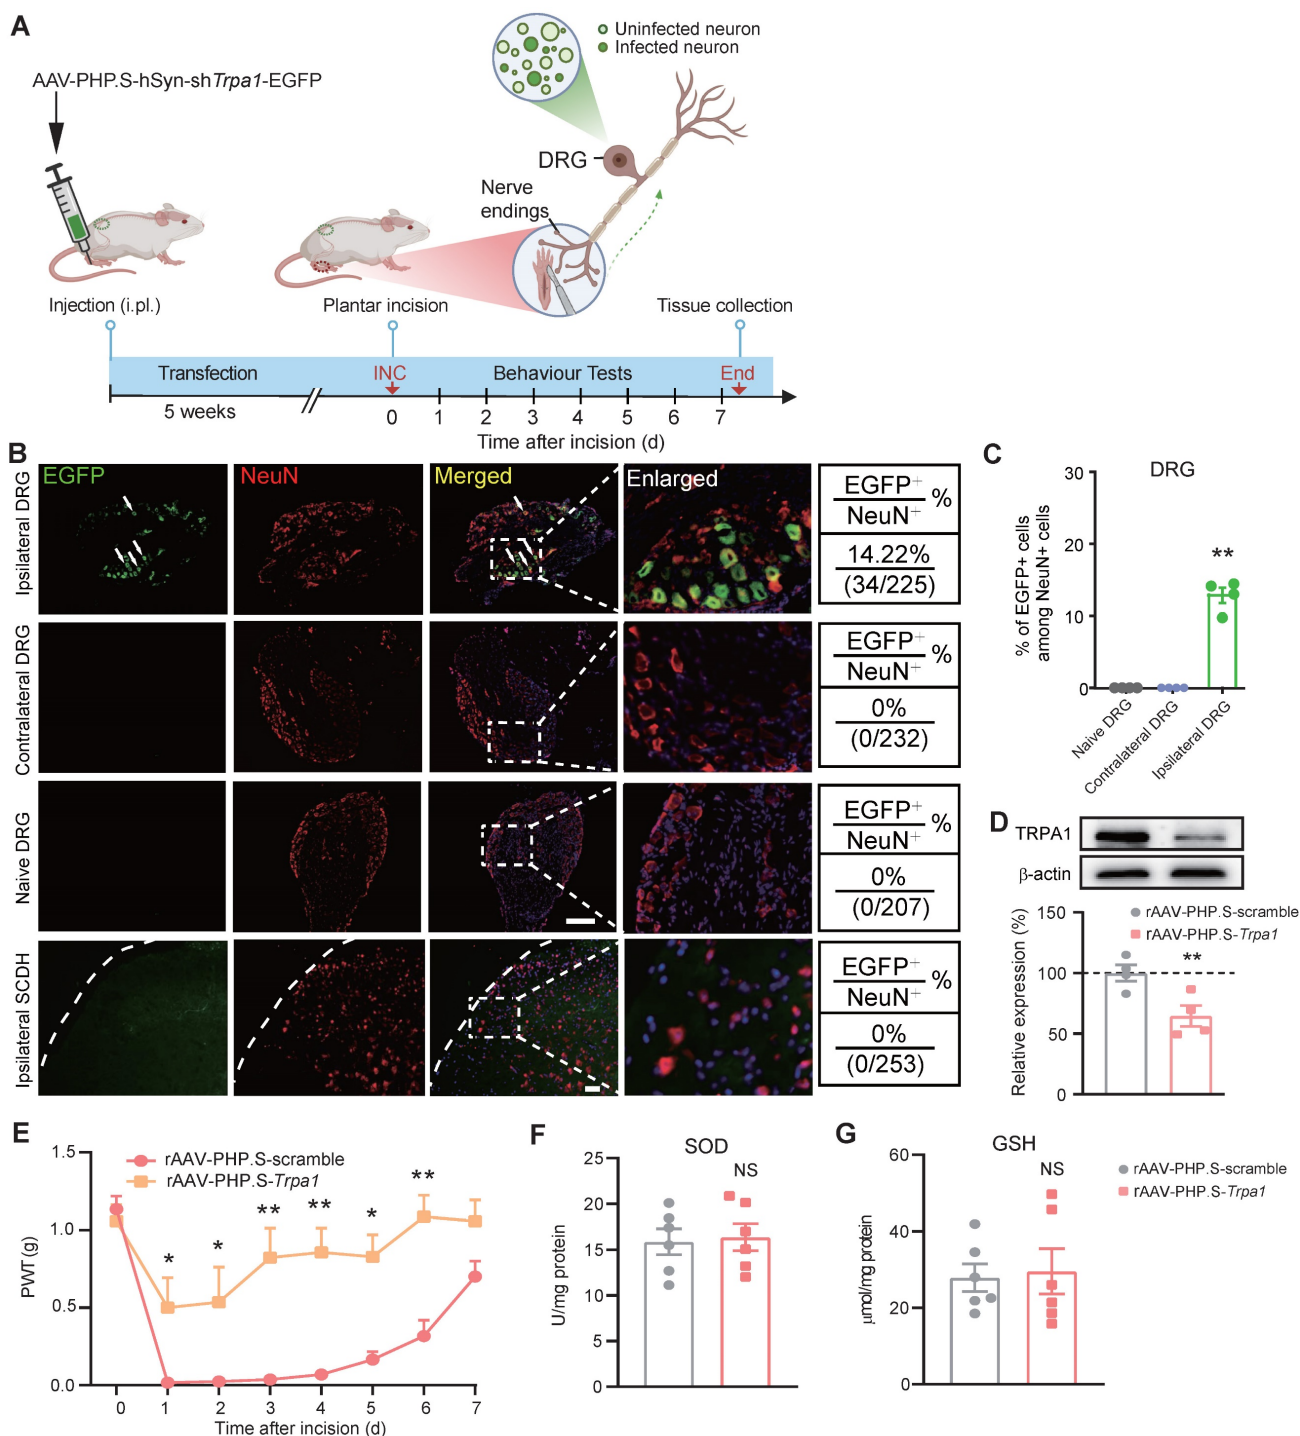 A
AAV-PHP.S-hSyn-shTrpa1-EGFP
Uninfected neuron
Infected neuron
DRG
Nerve
endings
Injection (i.pl.)
Plantar incision
Tissue collection
Transfection
INC
Behaviour Tests
End
5 weeks
0 1 2 3 4 5 6 7
Time after incision (d)
B
EGFP
NeuN
Merged
Enlarged
Ipsilateral DRG
EGFP+
NeuN+
%
14.22%
(34/225)
Contralateral DRG
EGFP+
NeuN+
%
0%
(0/232)
Naive DRG
EGFP+
NeuN+
%
0%
(0/207)
Ipsilateral SCDH
EGFP+
NeuN+
%
0%
(0/253)
C
DRG
% of EGFP+ cells
among NeuN+ cells
30
20
10
0
**
Naive DRG
Contralateral DRG
Ipsilateral DRG
D
TRPA1
β-actin
Relative expression (%)
150
100
50
0
rAAV-PHP.S-scramble
rAAV-PHP.S-Trpa1
**
E
PWT (g)
1.5
1.0
0.5
0.0
rAAV-PHP.S-scramble
rAAV-PHP.S-Trpa1
* * ** ** * **
0 1 2 3 4 5 6 7
Time after incision (d)
F
SOD
NS
U/mg protein
25
20
15
10
5
0
G
GSH
NS
μmol/mg protein
60
40
20
0
rAAV-PHP.S-scramble
rAAV-PHP.S-Trpa1